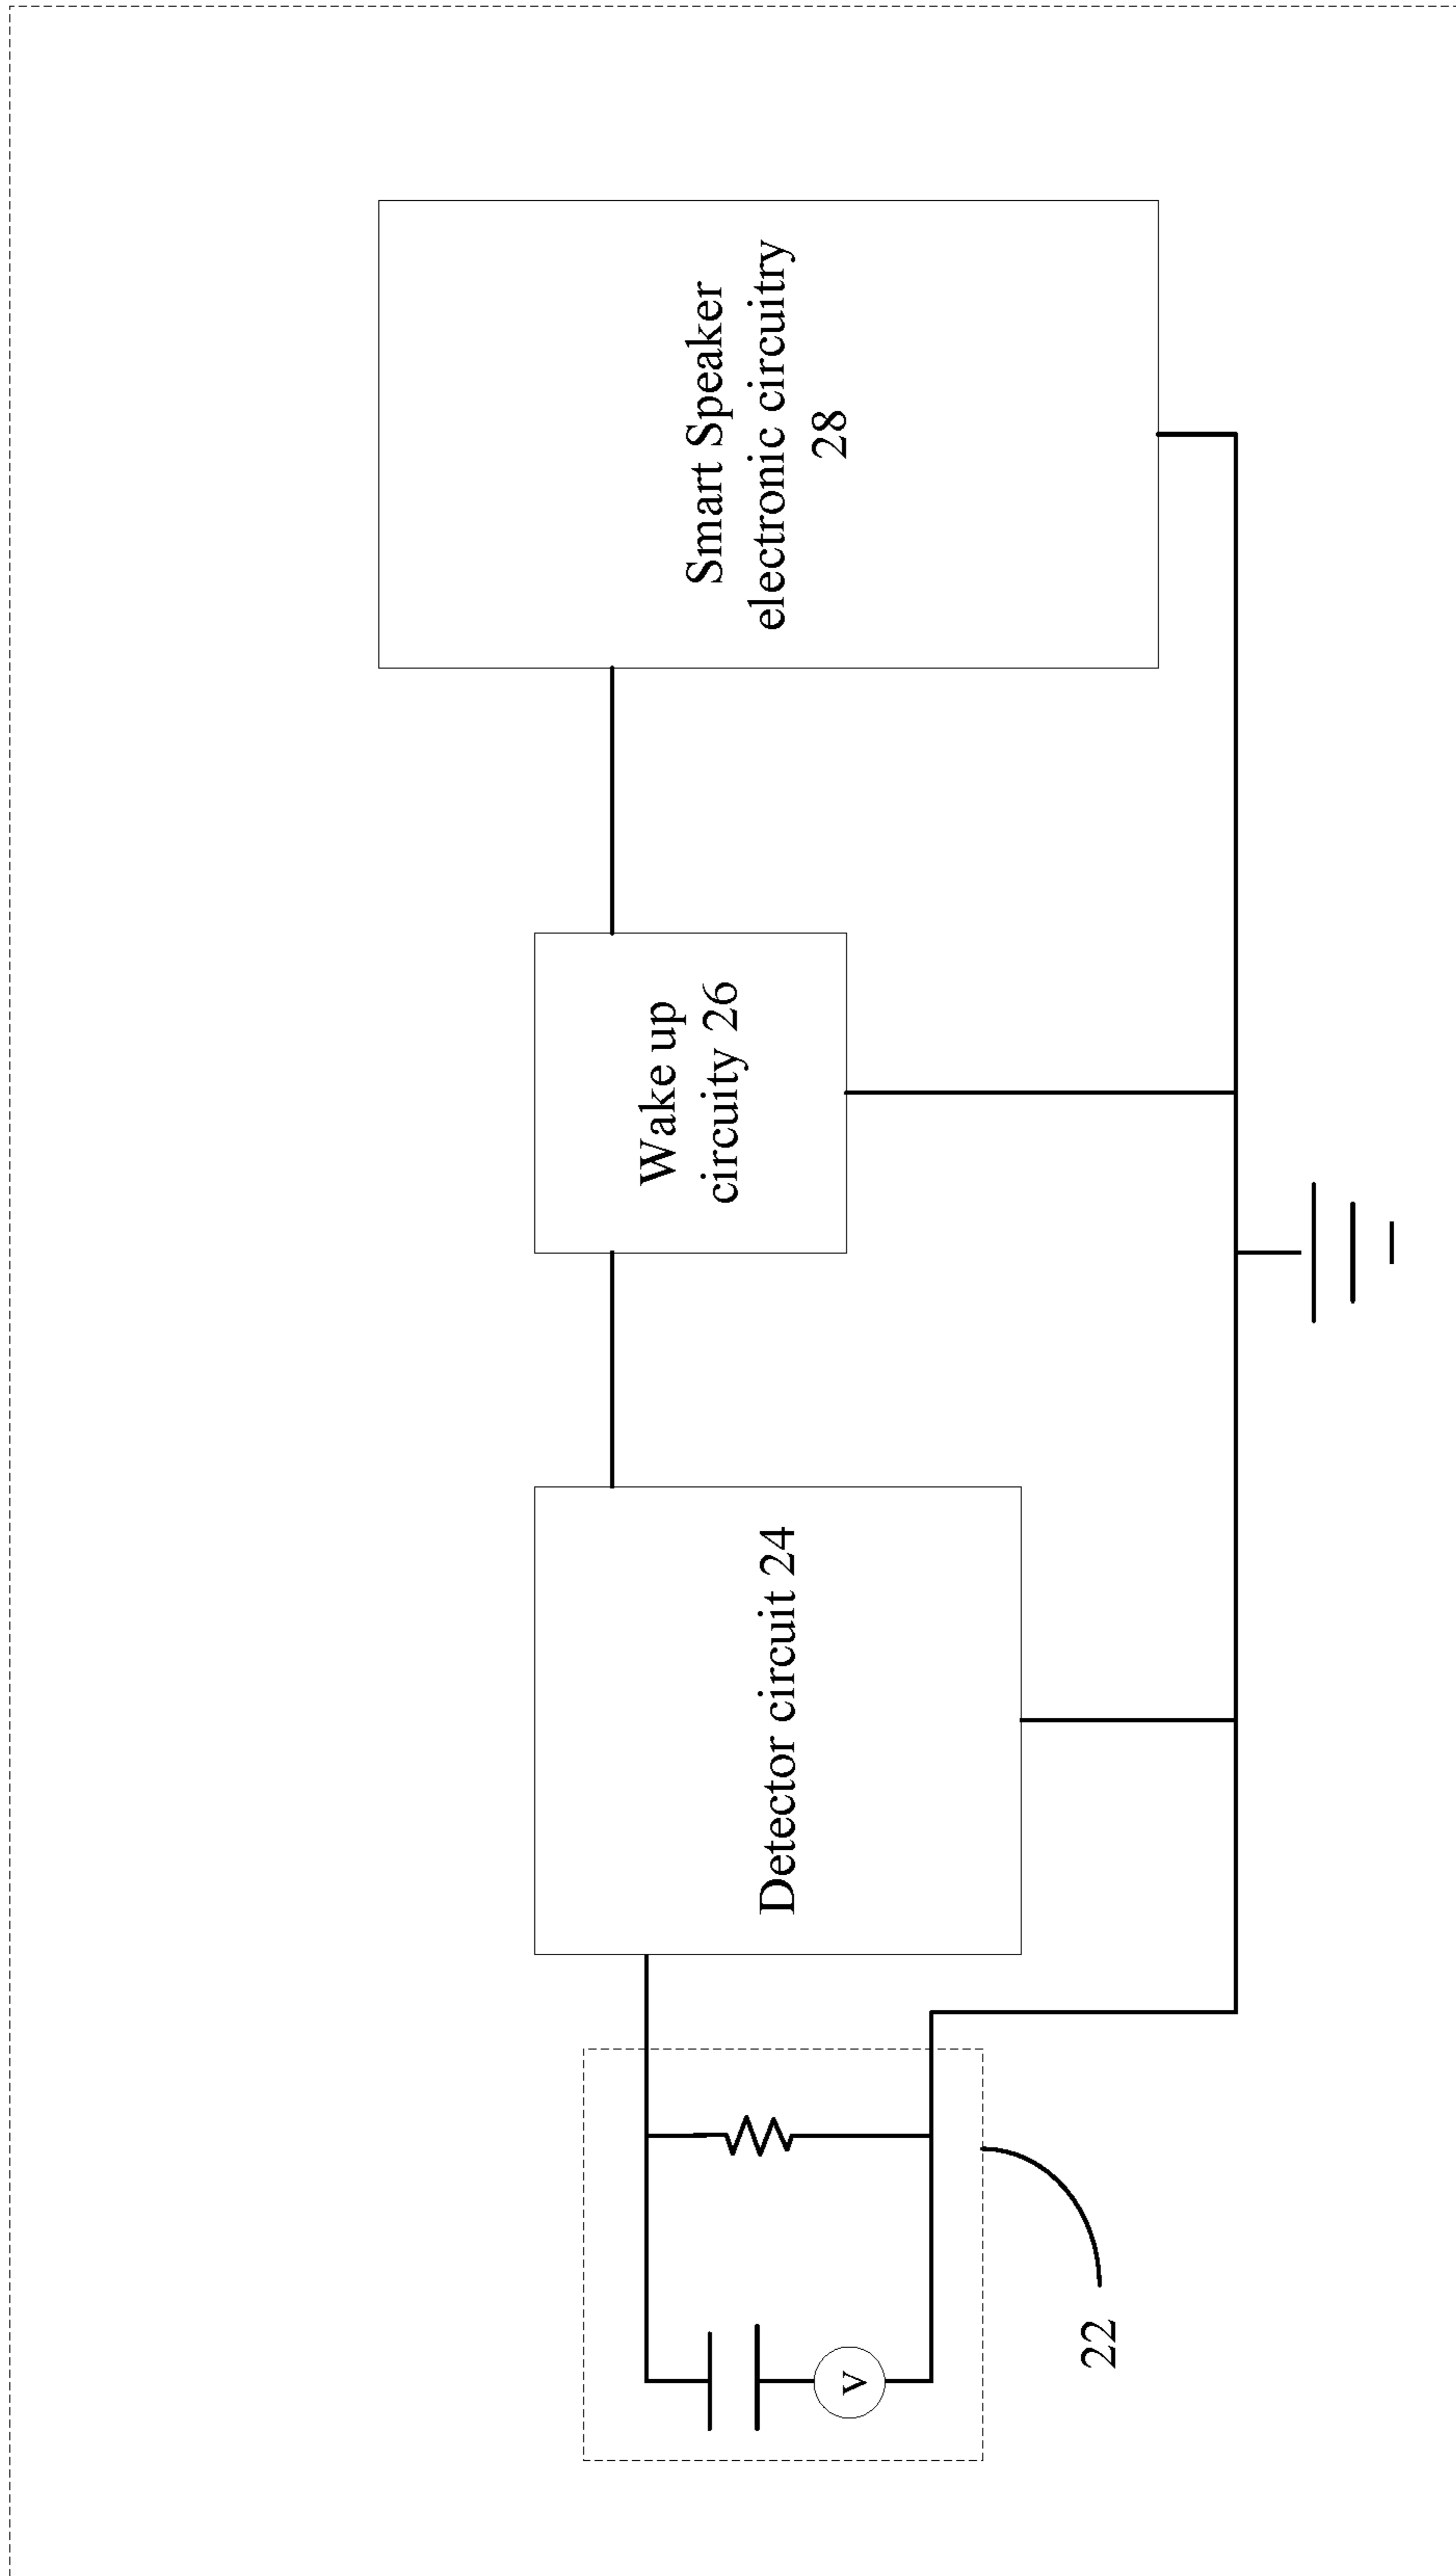 22
V
Detector circuit 24
Wake up
circuity 26
Smart Speaker
electronic circuitry
28